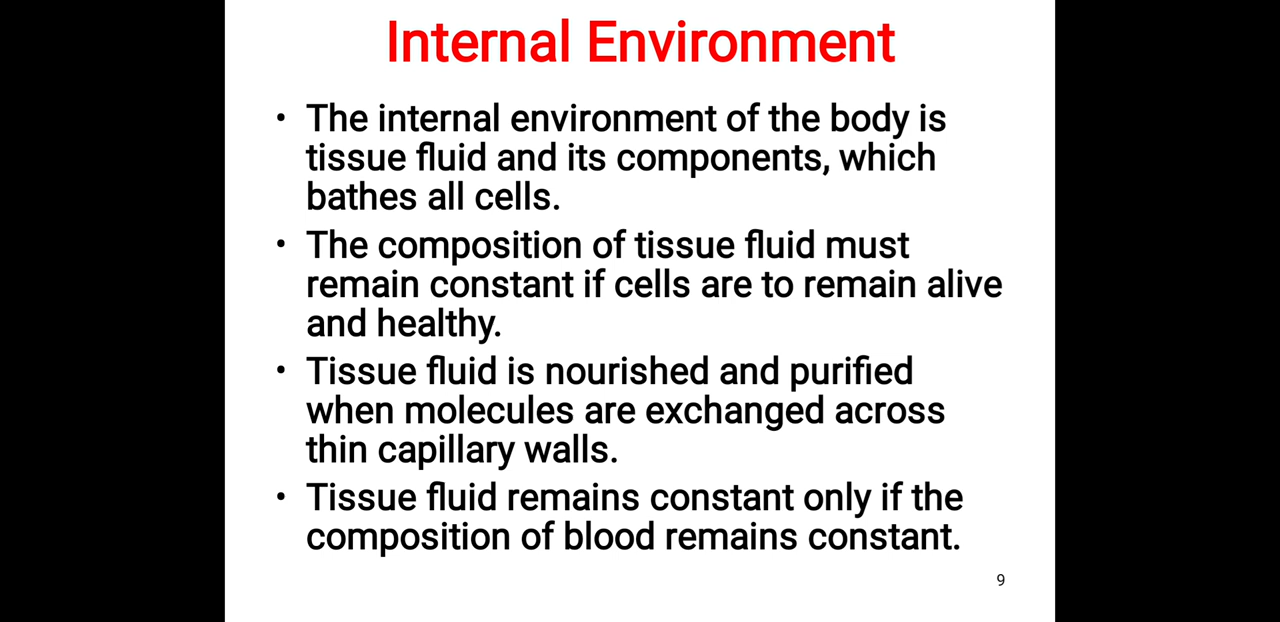 Internal Environment
• The internal environment of the body is
tissue fluid and its components, which
bathes all cells.
• The composition of tissue fluid must
remain constant if cells are to remain alive
and healthy.
• Tissue fluid is nourished and purified
when molecules are exchanged across
thin capillary walls.
• Tissue fluid remains constant only if the
composition of blood remains constant.
9